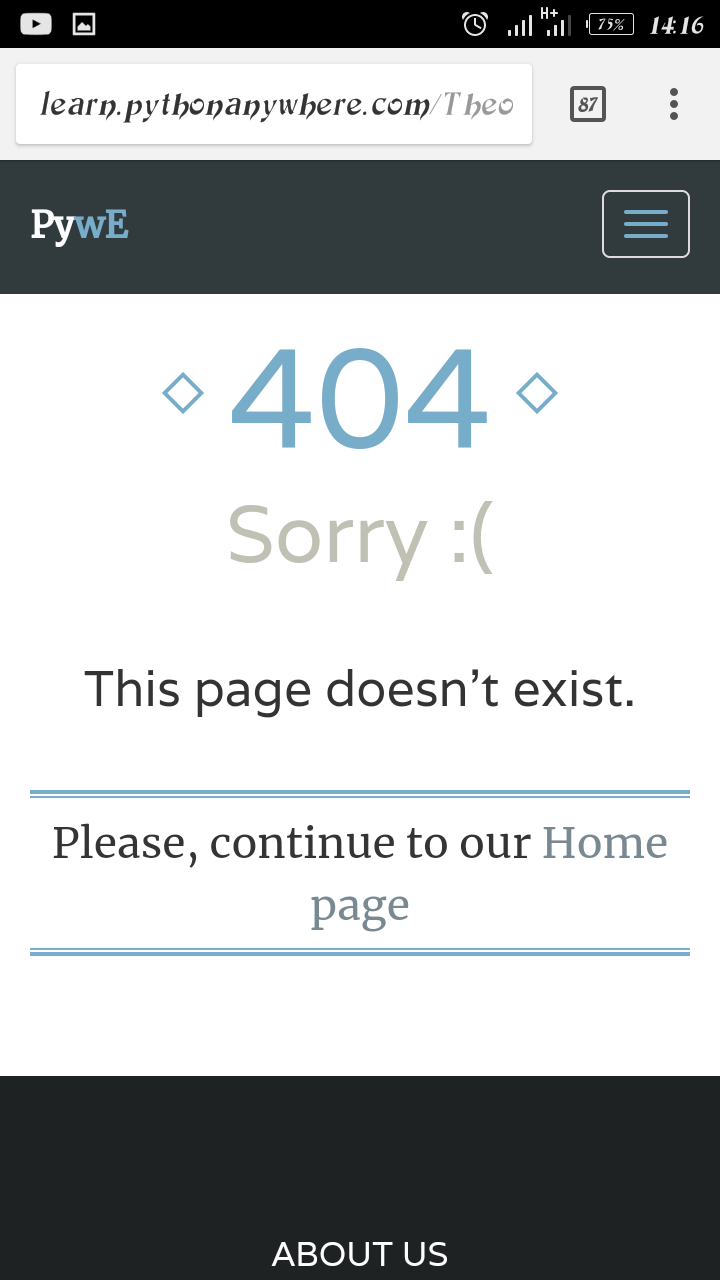 H+ 75% 14:16
learn.pythonanywhere.com/Theo
87
PywE
404
Sorry :(
This page doesn't exist.
Please, continue to our Home
page
ABOUT US